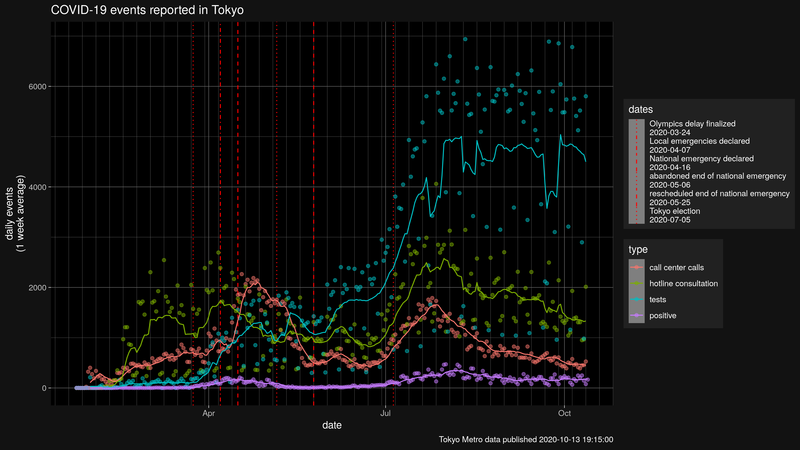 COVID-19 events reported in Tokyo
6000
4000
2000
0
daily events
(1 week average)
Apr
Jul
Oct
date
dates
Olympics delay finalized
2020-03-24
Local emergencies declared
2020-04-07
National emergency declared
2020-04-16
abandoned end of national emergency
2020-05-06
rescheduled end of national emergency
2020-05-25
Tokyo election
2020-07-05
type
call center calls
hotline consultation
tests
positive
Tokyo Metro data published 2020-10-13 19:15:00